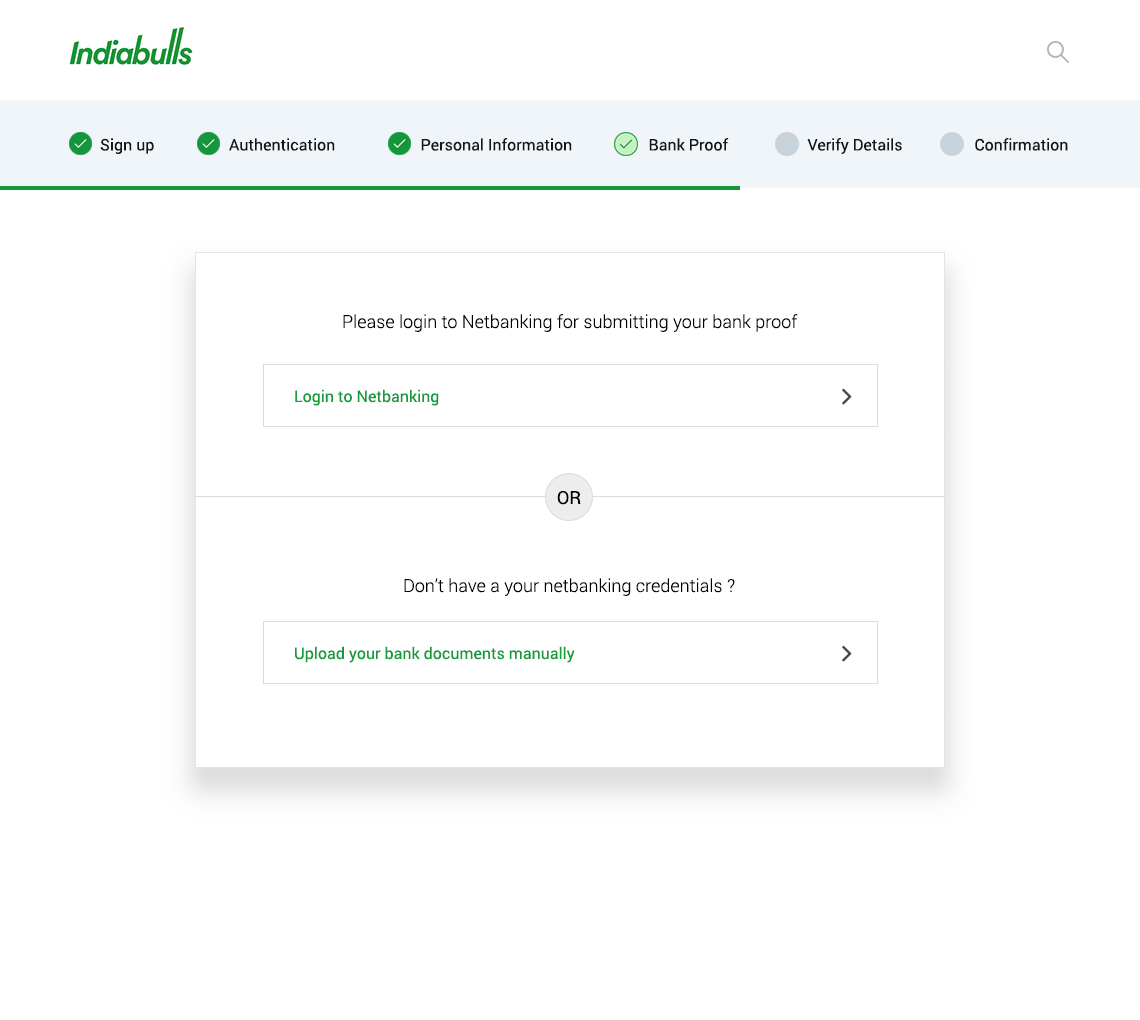 Indiabulls
Sign up Authentication Personal Information Bank Proof Verify Details Confirmation
Please login to Netbanking for submitting your bank proof
Login to Netbanking
OR
Don’t have a your netbanking credentials ?
Upload your bank documents manually